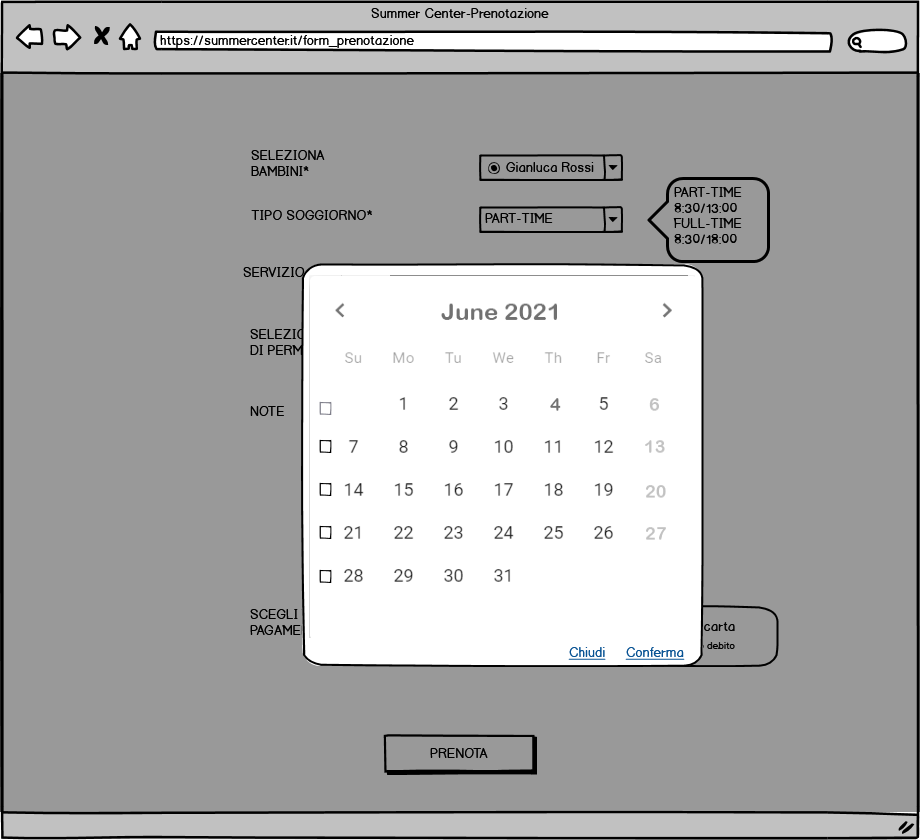 Summer Center-Prenotazione
https://summercenter.it/form_prenotazione
SELEZIONA
BAMBINI*
Gianluca Rossi
PART-TIME
8:30/13:00
FULL-TIME
8:30/18:00
TIPO SOGGIORNO*
PART-TIME
SERVIZIO
SELEZIO
DI PERM
NOTE
June 2021
Su Mo Tu We Th Fr Sa
1 2 3 4 5 6
7 8 9 10 11 12 13
14 15 16 17 18 19 20
21 22 23 24 25 26 27
28 29 30 31
Chiudi Conferma
SCEGLI
PAGAME
carta
debito
PRENOTA